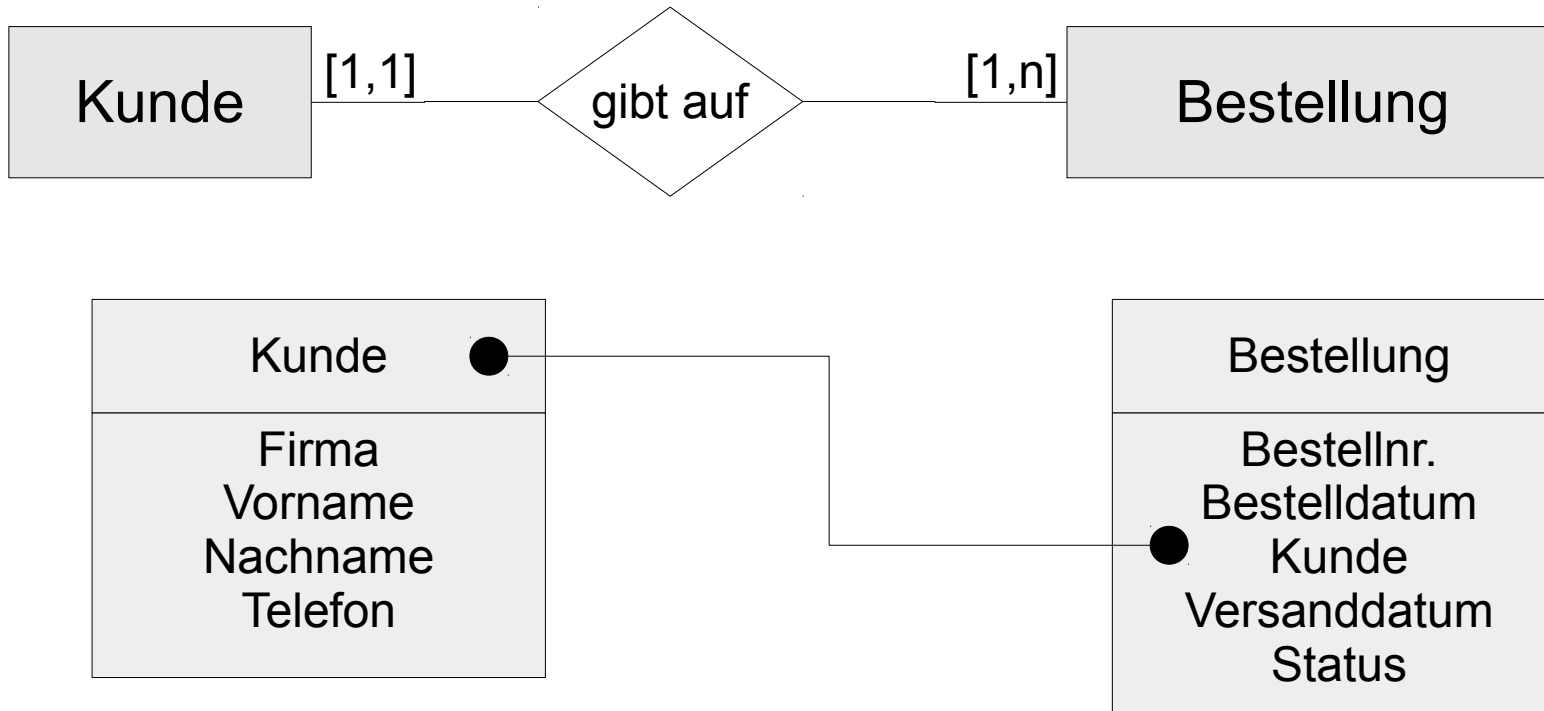 Kunde [1,1] gibt auf [1,n] Bestellung
Kunde
Firma
Vorname
Nachname
Telefon
Bestellung
Bestellnr.
Bestelldatum
Kunde
Versanddatum
Status